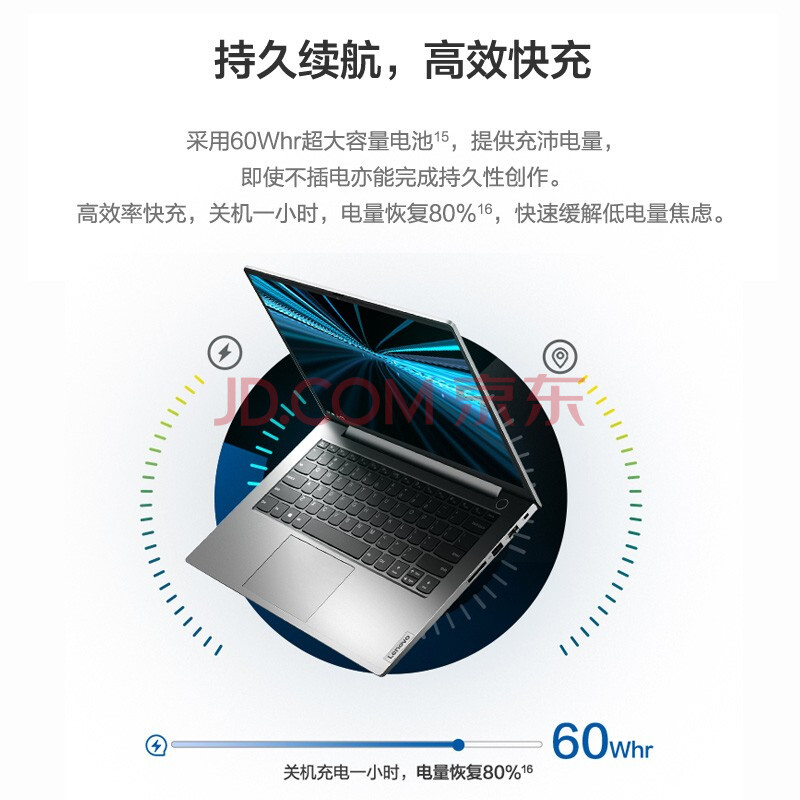 持久续航，高效快充
采用60Whr超大容量电池15，提供充沛电量，
即使不插电亦能完成持久性创作。
高效率快充，关机一小时，电量恢复80%16，快速缓解低电量焦虑。
JD.COM 京东
Lenovo
60Whr
关机充电一小时，电量恢复80%16